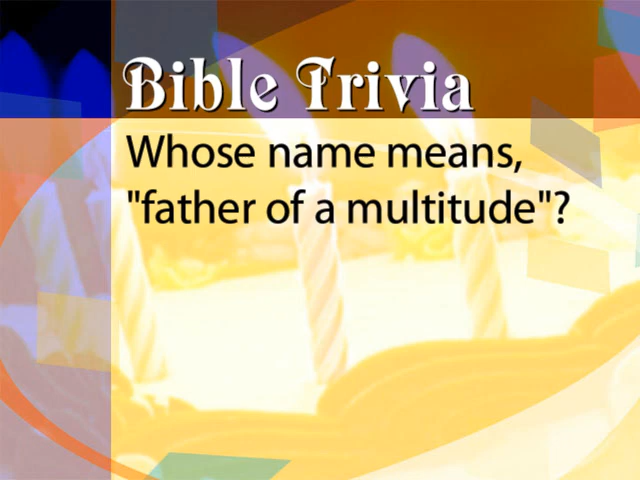 Bible Trivia
Whose name means,
"father of a multitude"?